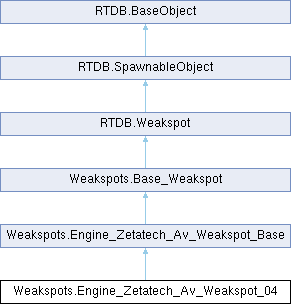 RTDB.BaseObject
RTDB.SpawnableObject
RTDB.Weakspot
Weakspots.Base_Weakspot
Weakspots.Engine_Zetatech_Av_Weakspot_Base
Weakspots.Engine_Zetatech_Av_Weakspot_04